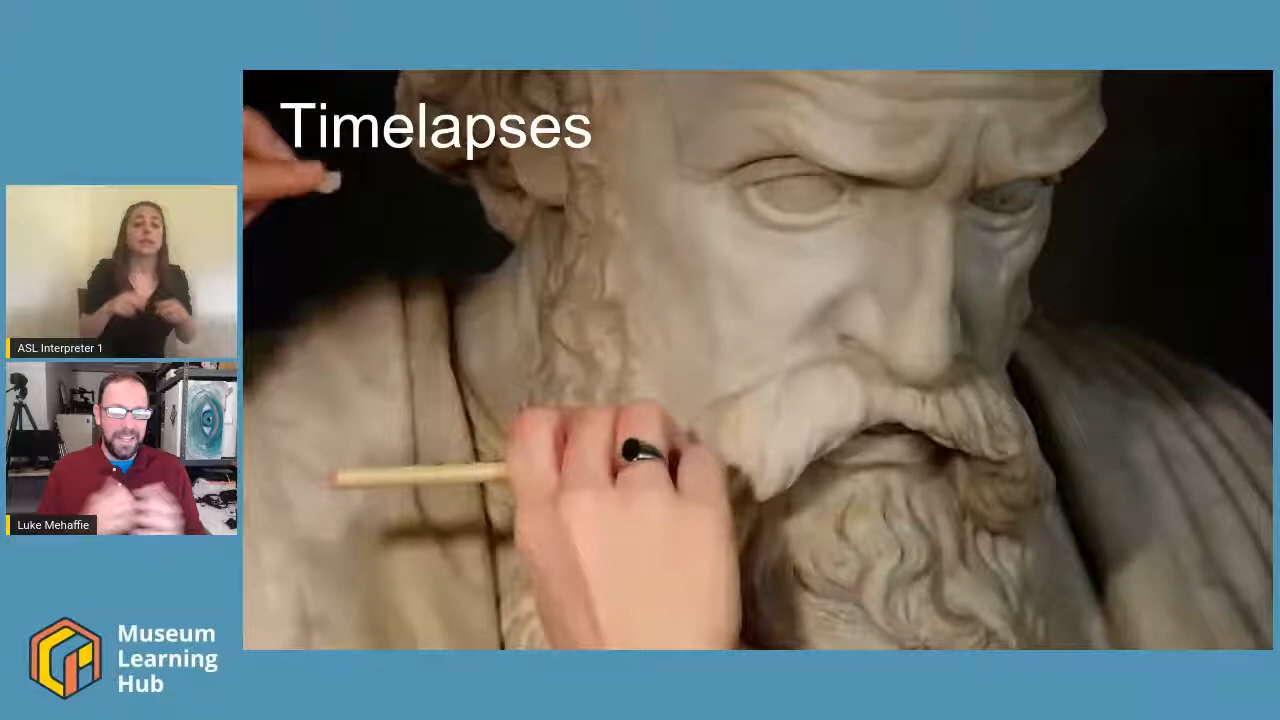 Timelapses
ASL Interpreter 1
Luke Mehaffie
Museum
Learning
Hub